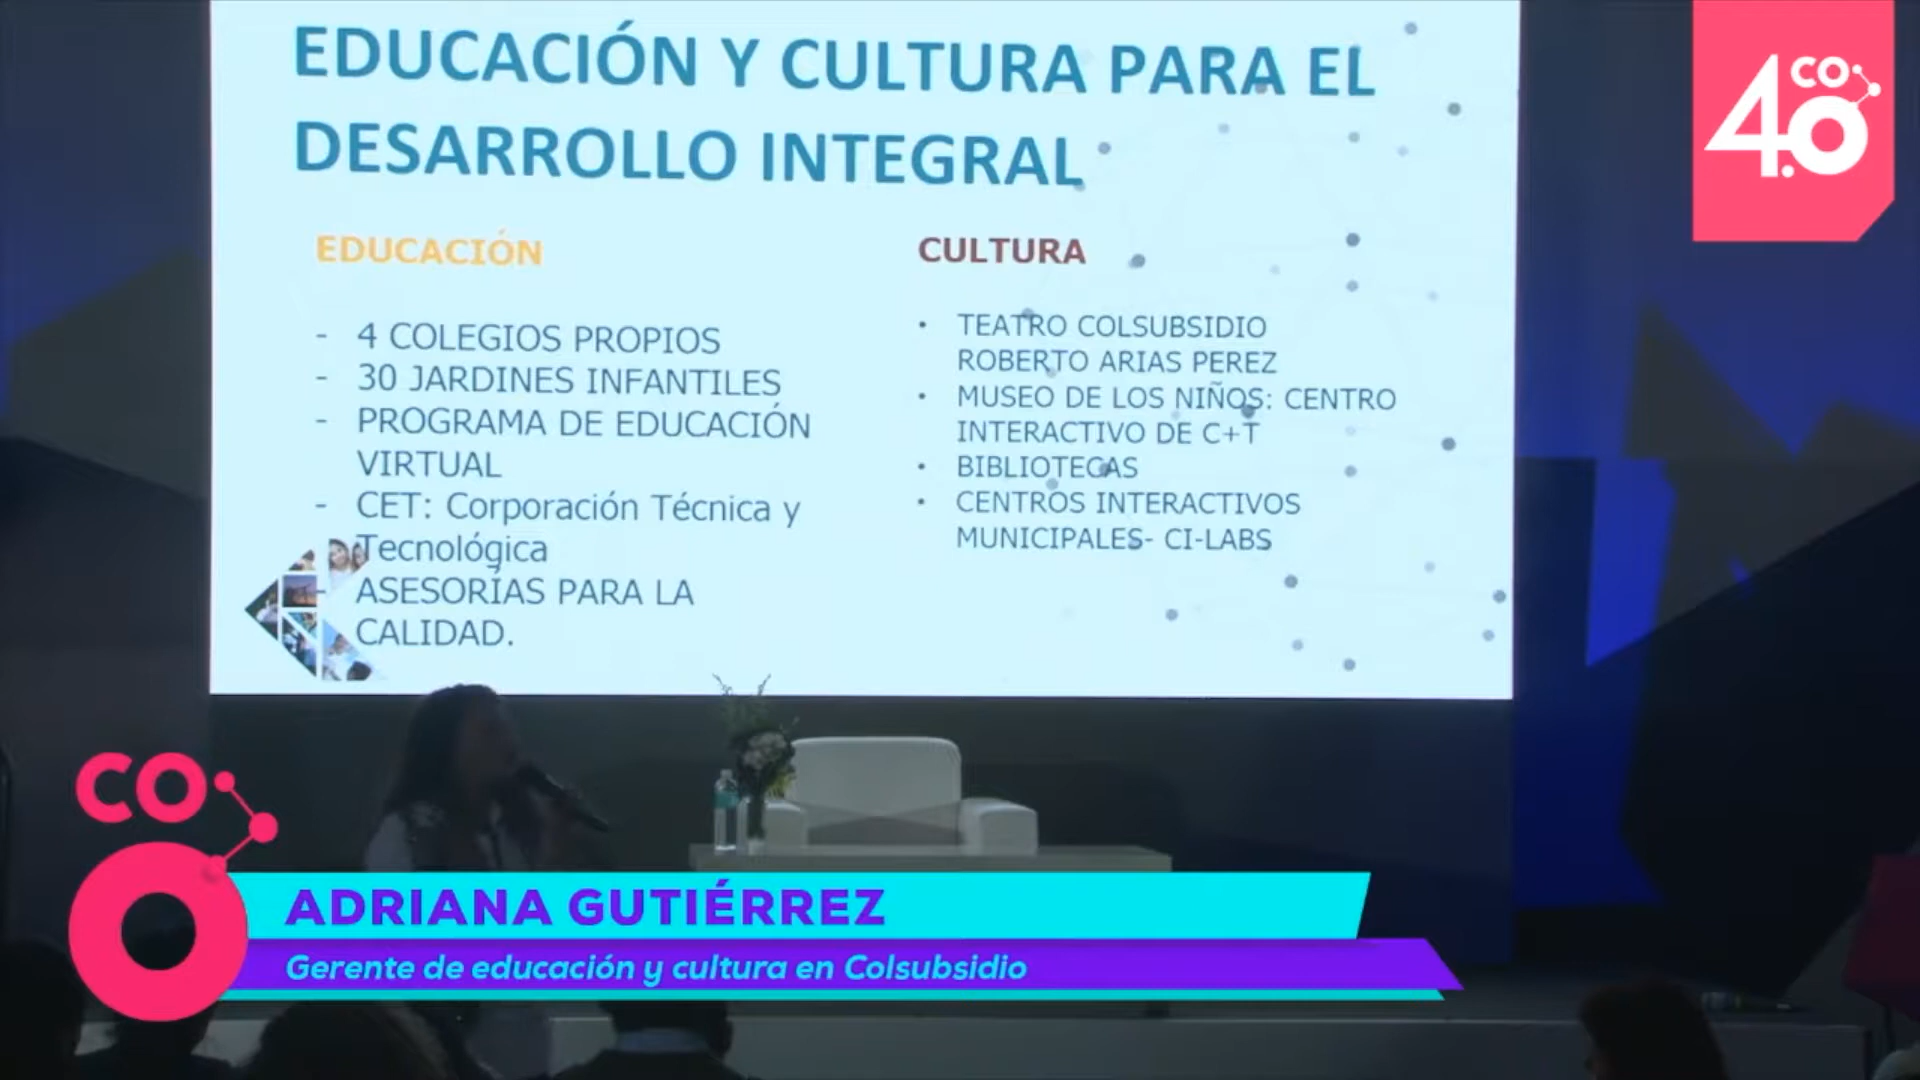 EDUCACIÓN Y CULTURA PARA EL
DESARROLLO INTEGRAL
EDUCACIÓN
- 4 COLEGIOS PROPIOS
- 30 JARDINES INFANTILES
- PROGRAMA DE EDUCACIÓN
VIRTUAL
- CET: Corporación Técnica y
Tecnológica
- ASESORÍAS PARA LA
CALIDAD.
CULTURA
• TEATRO COLSUBSIDIO
ROBERTO ARIAS PEREZ
• MUSEO DE LOS NIÑOS: CENTRO
INTERACTIVO DE C+T
• BIBLIOTECAS
• CENTROS INTERACTIVOS
MUNICIPALES- CI-LABS
CO
4.0
CO
ADRIANA GUTIÉRREZ
Gerente de educación y cultura en Colsubsidio